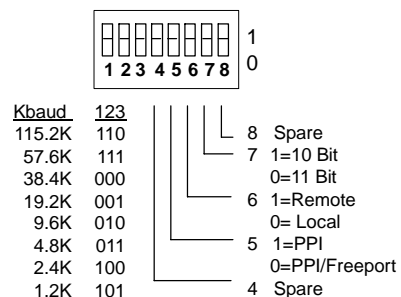 1
1 2 3 4 5 6 7 8 0
Kbaud 123
115.2K 110
57.6K 111
38.4K 000
19.2K 001
9.6K 010
4.8K 011
2.4K 100
1.2K 101
8 Spare
7 1=10 Bit
0=11 Bit
6 1=Remote
0= Local
5 1=PPI
0=PPI/Freeport
4 Spare